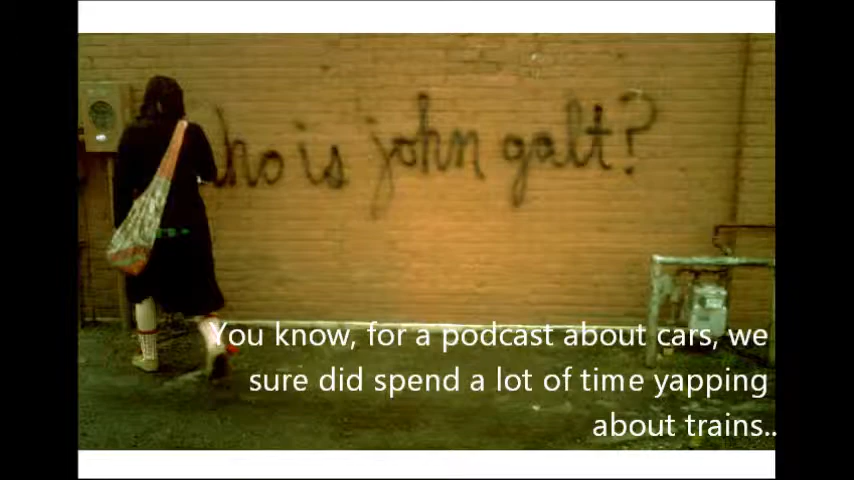 who is john galt?
You know, for a podcast about cars, we
sure did spend a lot of time yapping
about trains..